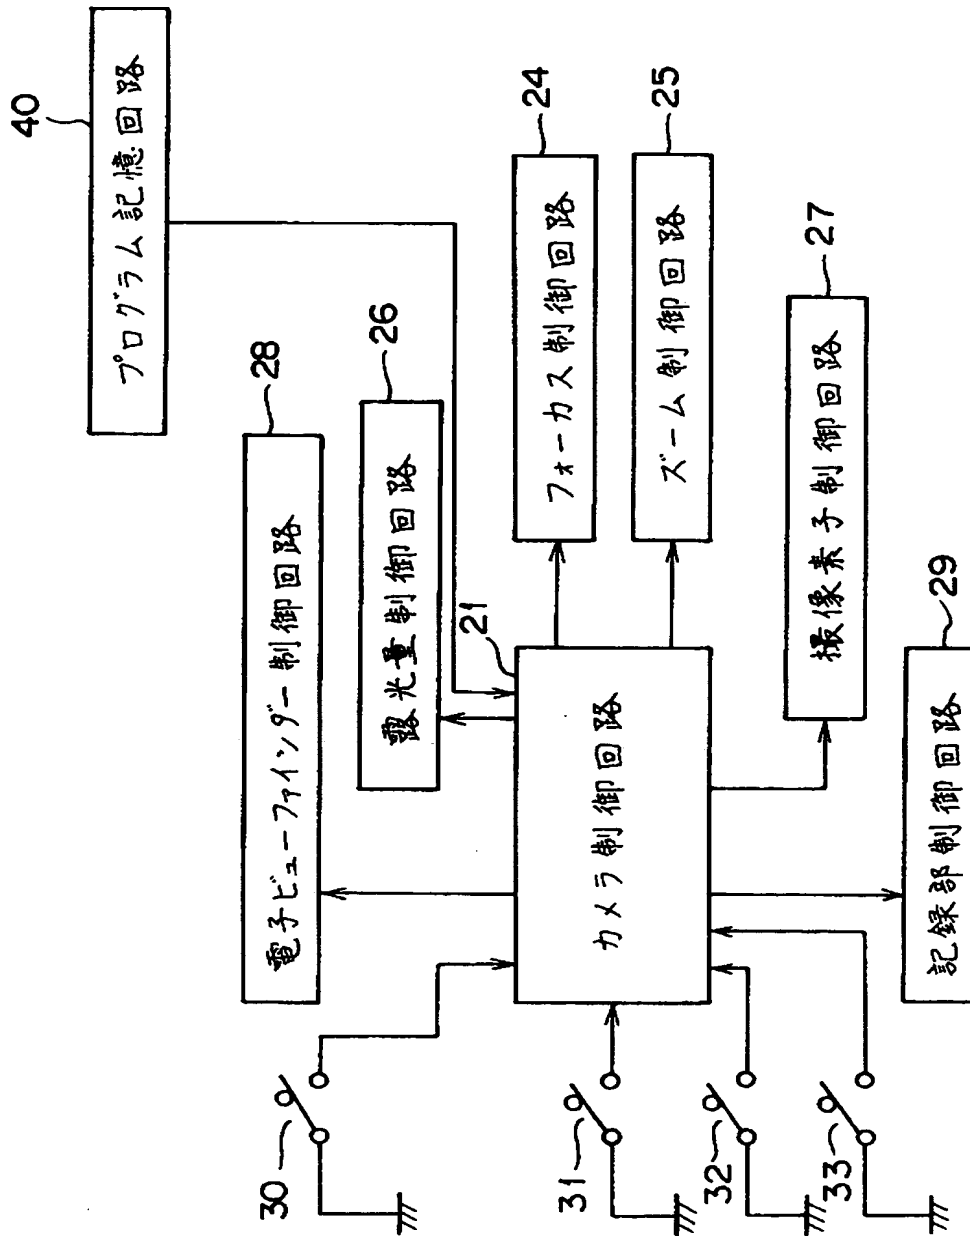 40
プログラム記憶回路
28
電子ビューファインダー制御回路
26
露光量制御回路
21
カメラ制御回路
24
フォーカス制御回路
25
ズーム制御回路
27
撮像素子制御回路
29
記録部制御回路
30
31
32
33